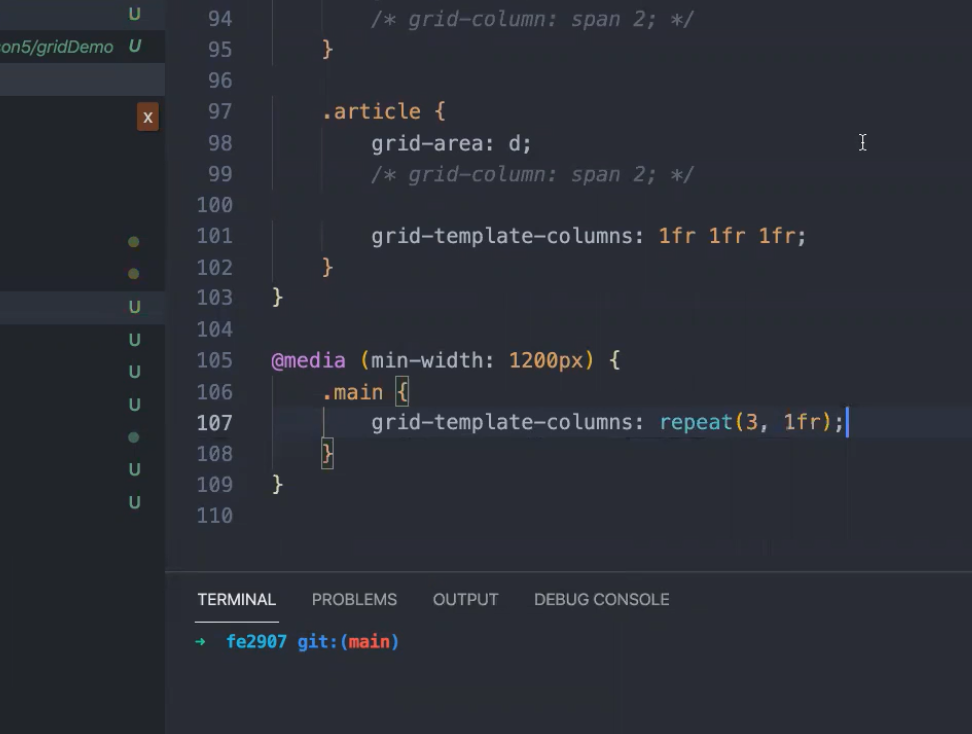 U
94 /* grid-column: span 2; */
son5/gridDemo U
95 }
96
97 .article {
X
98 grid-area: d;
99 /* grid-column: span 2; */
100
101 grid-template-columns: 1fr 1fr 1fr;
102 }
103 }
U
104
U
105 @media (min-width: 1200px) {
U
106 .main {
U
107 grid-template-columns: repeat(3, 1fr);
108 }
U
109 }
U
110
TERMINAL PROBLEMS OUTPUT DEBUG CONSOLE
➜ fe2907 git:(main)